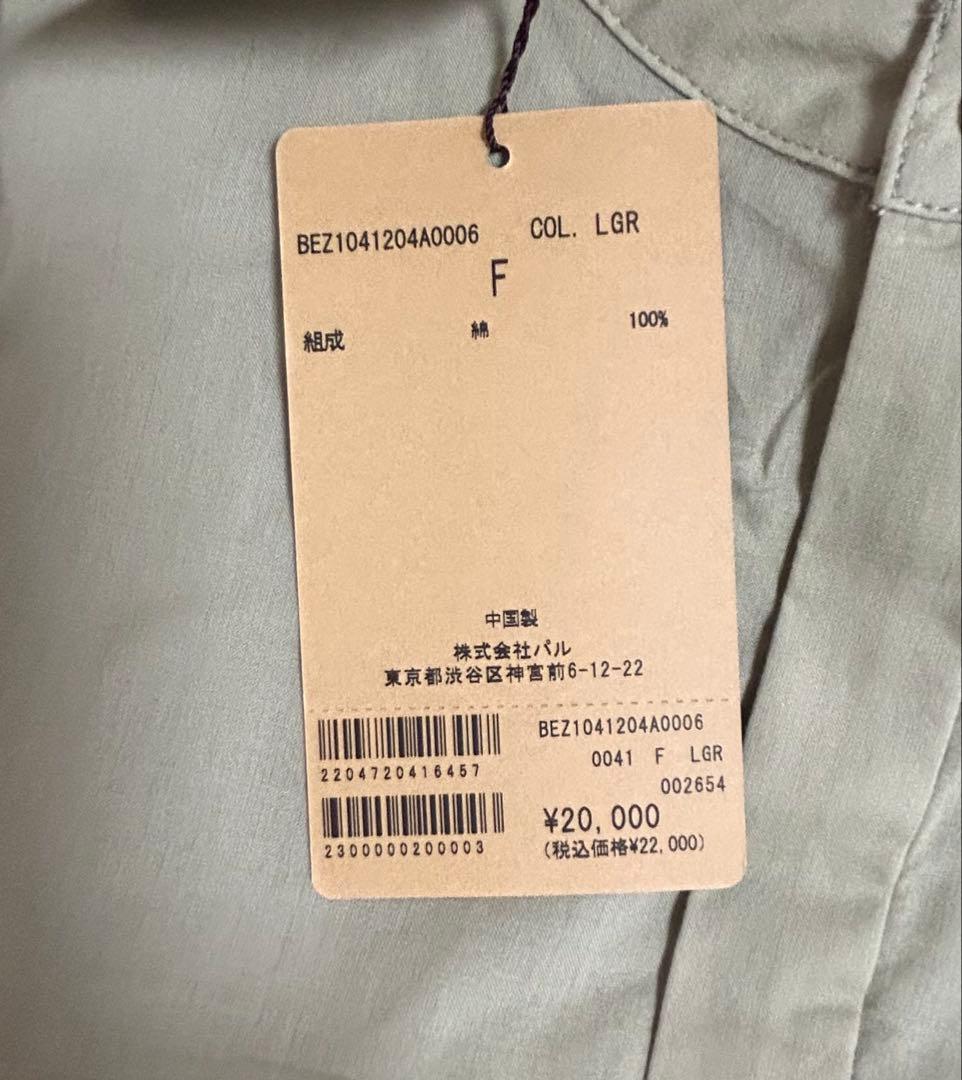 BEZ1041204A0006 COL. LGR
F
組成 綿 100%
中国製
株式会社パル
東京都渋谷区神宮前6-12-22
BEZ1041204A0006
0041 F LGR
2204720416457
002654
¥20,000
(税込価格¥22,000)
2300000200003